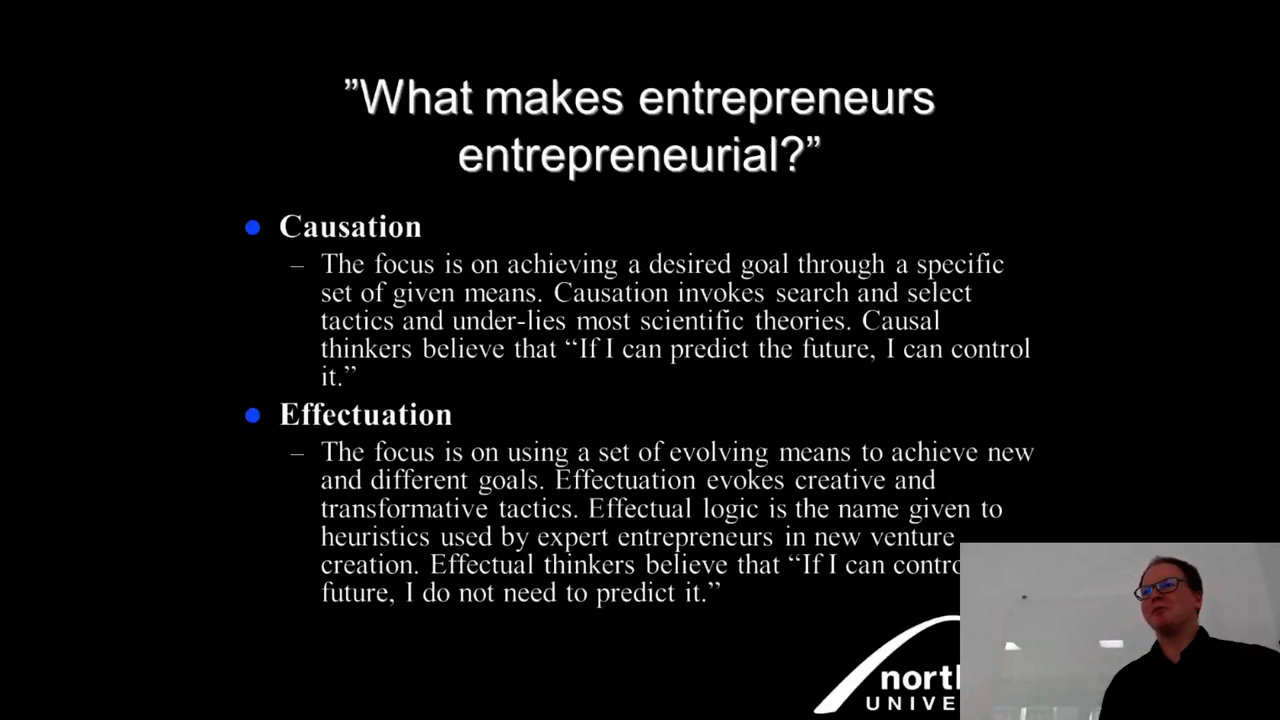 ”What makes entrepreneurs
entrepreneurial?”
● Causation
– The focus is on achieving a desired goal through a specific
set of given means. Causation invokes search and select
tactics and under-lies most scientific theories. Causal
thinkers believe that “If I can predict the future, I can control
it.”
● Effectuation
– The focus is on using a set of evolving means to achieve new
and different goals. Effectuation evokes creative and
transformative tactics. Effectual logic is the name given to
heuristics used by expert entrepreneurs in new venture
creation. Effectual thinkers believe that “If I can contro
future, I do not need to predict it.”
north
UNIVE